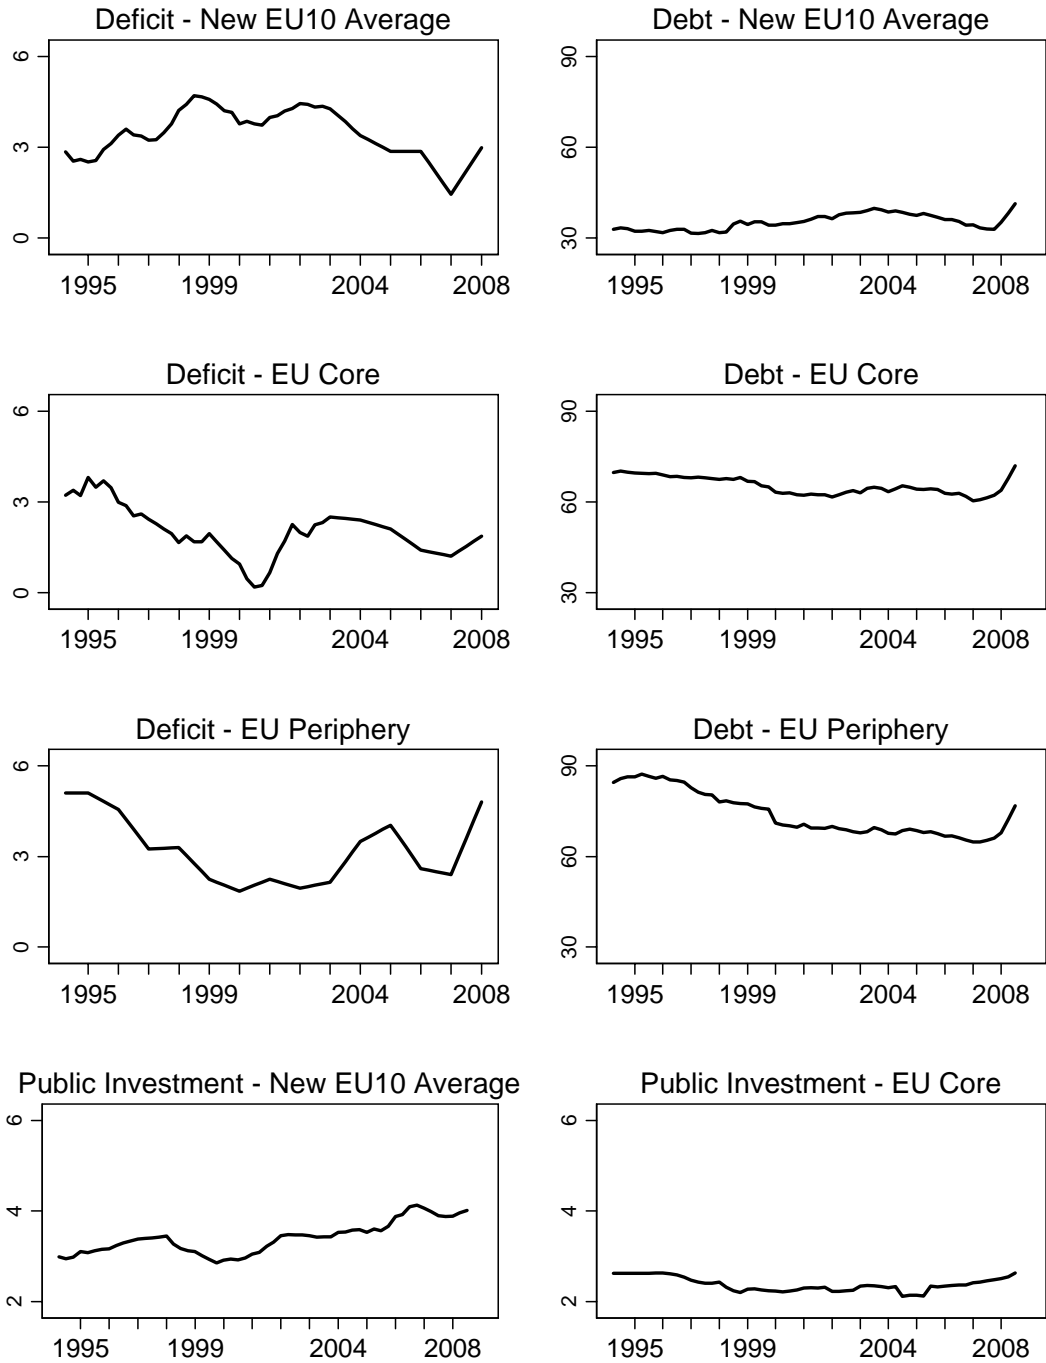 Deficit - New EU10 Average
6
3
0
1995 1999 2004 2008
Debt - New EU10 Average
90
60
30
1995 1999 2004 2008
Deficit - EU Core
6
3
0
1995 1999 2004 2008
Debt - EU Core
90
60
30
1995 1999 2004 2008
Deficit - EU Periphery
6
3
0
1995 1999 2004 2008
Debt - EU Periphery
90
60
30
1995 1999 2004 2008
Public Investment - New EU10 Average
6
4
2
1995 1999 2004 2008
Public Investment - EU Core
6
4
2
1995 1999 2004 2008